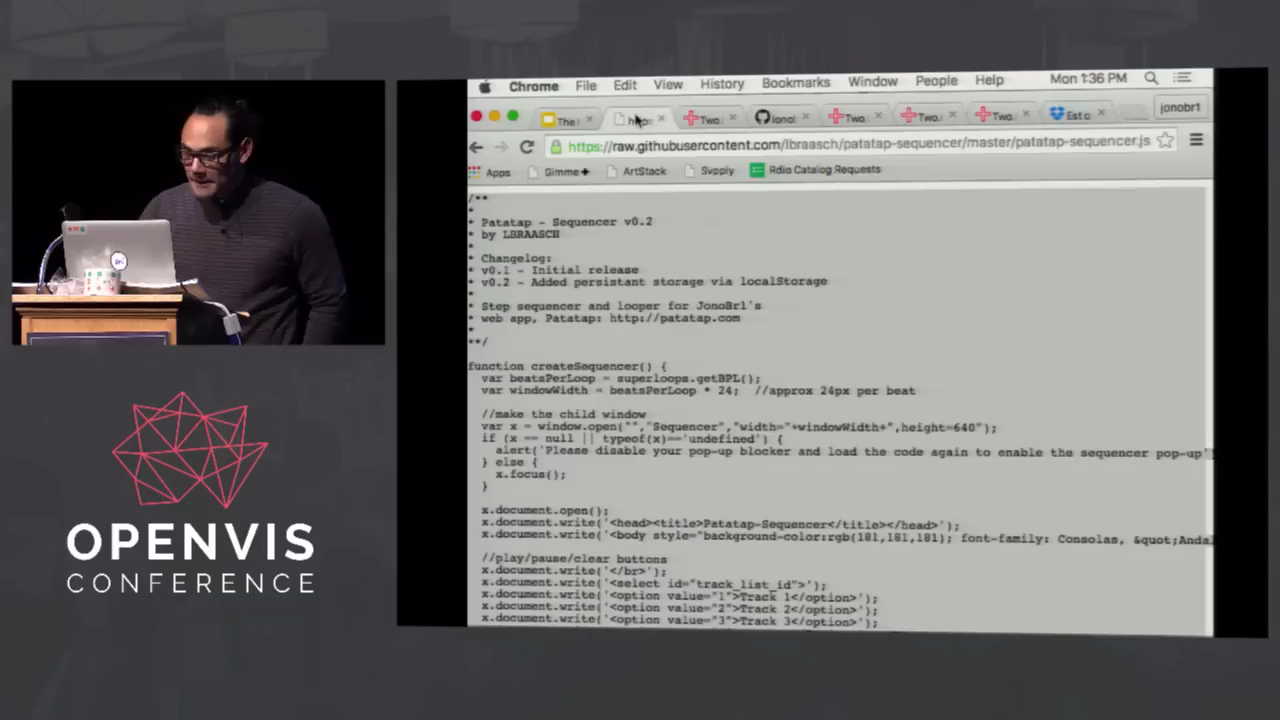 Chrome File Edit View History Bookmarks Window People Help Mon 1:36 PM
The Two. Two. Two. Two. jonobr1
https://raw.githubusercontent.com/lbraasch/patatap-sequencer/master/patatap-sequencer.js
Apps Gimme ArtStack Svpply Rdio Catalog Requests
/**
*
* Patatap - Sequencer v0.2
* by LBRAASCH
*
* Changelog:
* v0.1 - Initial release
* v0.2 - Added persistant storage via localStorage
*
* Step sequencer and looper for JonoBr1's
* web app, Patatap: http://patatap.com
*
**/
function createSequencer() {
var beatsPerLoop = superloops.getBPL();
var windowWidth = beatsPerLoop * 24; //approx 24px per beat
//make the child window
var x = window.open("","Sequencer","width="+windowWidth+",height=640");
if (x == null || typeof(x)=='undefined') {
alert('Please disable your pop-up blocker and load the code again to enable the sequencer pop-up'
} else {
x.focus();
}
x.document.open();
x.document.write('<head><title>Patatap-Sequencer</title></head>');
x.document.write('<body style="background-color:rgb(181,181,181); font-family: Consolas, &quot;Andal
//play/pause/clear buttons
x.document.write('</br>');
x.document.write('<select id="track_list_id">');
x.document.write('<option value="1">Track 1</option>');
x.document.write('<option value="2">Track 2</option>');
x.document.write('<option value="3">Track 3</option>');
OPENVIS
CONFERENCE